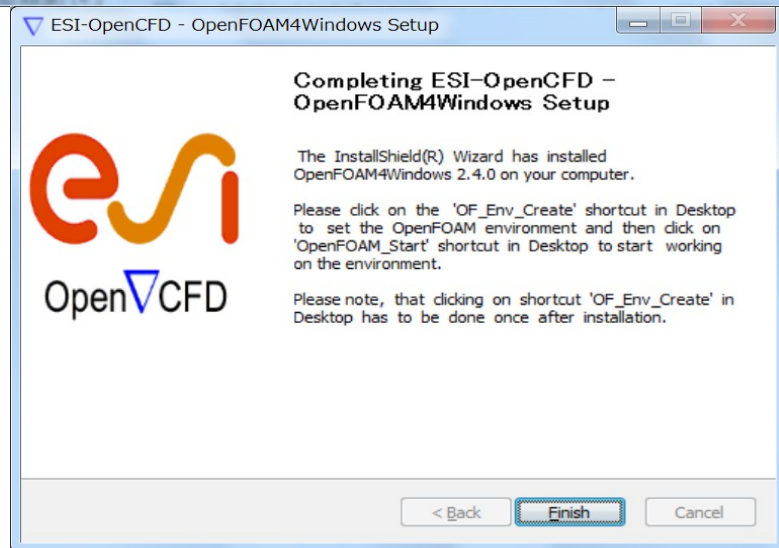 ESI-OpenCFD - OpenFOAM4Windows Setup
Completing ESI-OpenCFD -
OpenFOAM4Windows Setup
The InstallShield(R) Wizard has installed
OpenFOAM4Windows 2.4.0 on your computer.
Please click on the 'OF_Env_Create' shortcut in Desktop
to set the OpenFOAM environment and then click on
'OpenFOAM_Start' shortcut in Desktop to start working
on the environment.
Please note, that clicking on shortcut 'OF_Env_Create' in
Desktop has to be done once after installation.
esi
Open∇CFD
< Back
Finish
Cancel